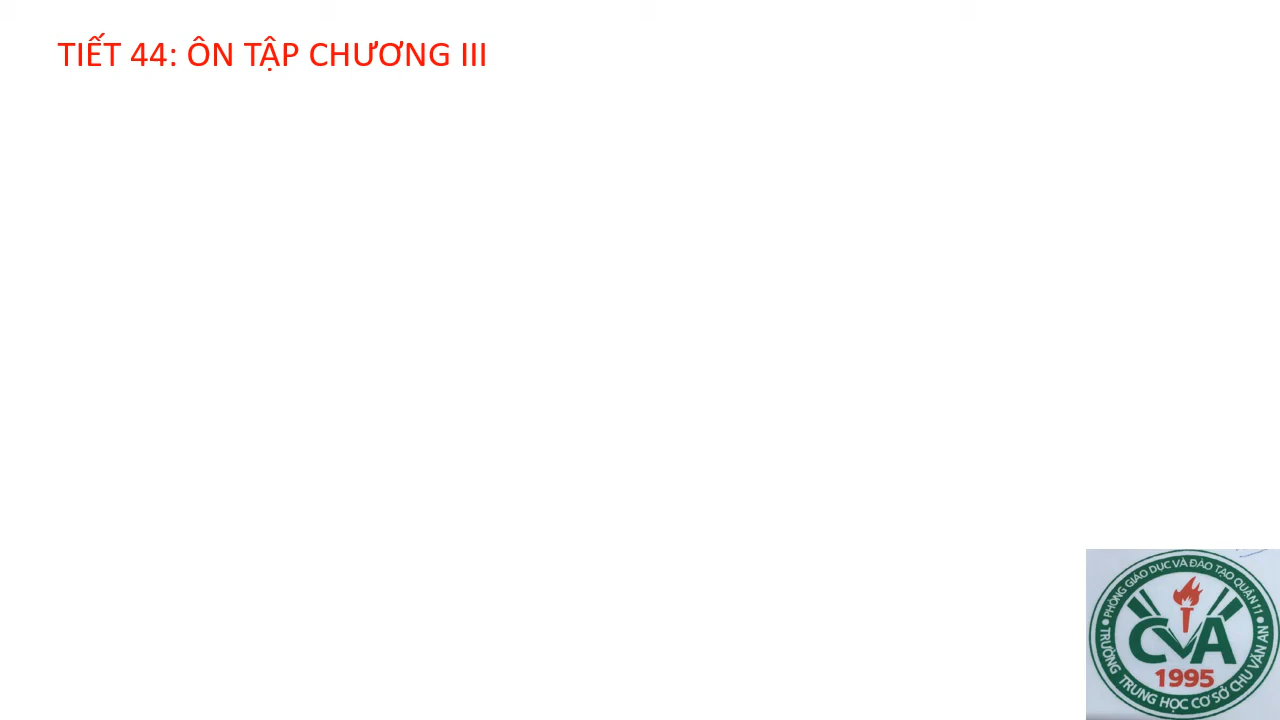 TIẾT 44: ÔN TẬP CHƯƠNG III
PHÒNG GIÁO DỤC VÀ ĐÀO TẠO QUẬN 11
CVA
1995
TRƯỜNG TRUNG HỌC CƠ SỞ CHU VĂN AN